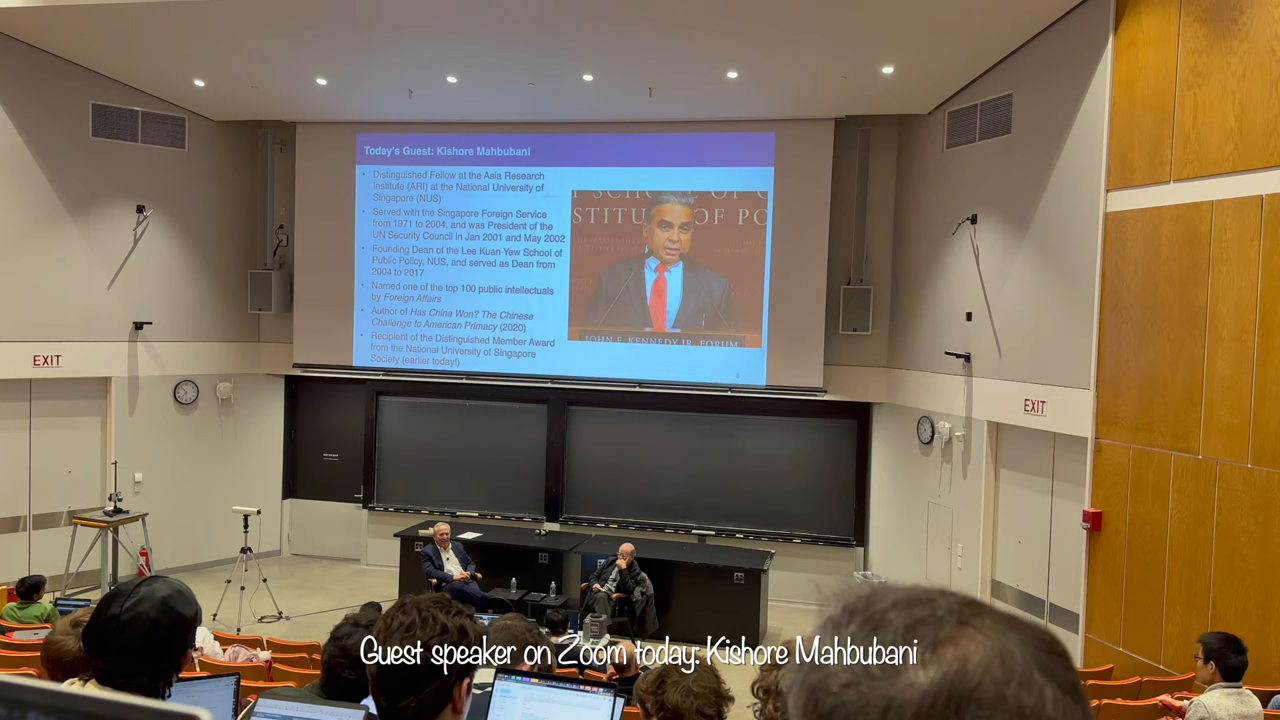 Today's Guest: Kishore Mahbubani
• Distinguished Fellow at the Asia Research
Institute (ARI) at the National University of
Singapore (NUS)
• Served with the Singapore Foreign Service
from 1971 to 2004, and was President of the
UN Security Council in Jan 2001 and May 2002
• Founding Dean of the Lee Kuan Yew School of
Public Policy, NUS, and served as Dean from
2004 to 2017
• Named one of the top 100 public intellectuals
by Foreign Affairs
• Author of Has China Won? The Chinese
Challenge to American Primacy (2020)
• Recipient of the Distinguished Member Award
from the National University of Singapore
Society (earlier today!)
SCHOOL OF
STITU OF PO
JOHN F. KENNEDY JR. FORUM
EXIT
EXIT
Guest speaker on Zoom today: Kishore Mahbubani